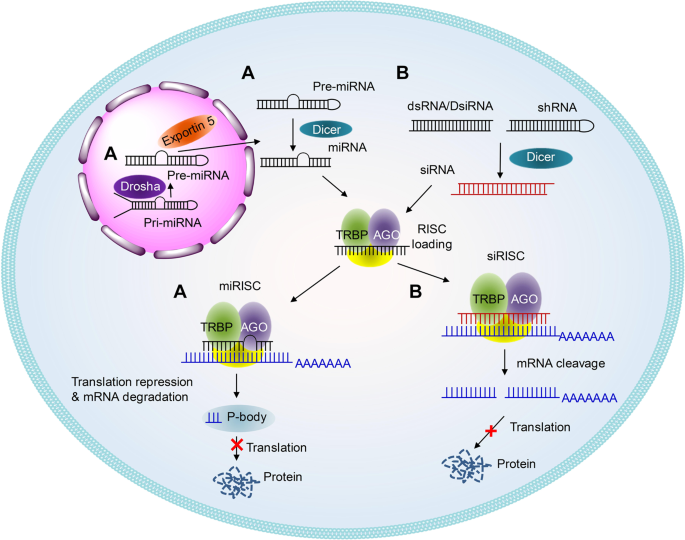 A
B
Pre-miRNA
dsRNA/DsiRNA
shRNA
Exportin 5
Dicer
A
miRNA
Dicer
Pre-miRNA
siRNA
Drosha
Pri-miRNA
TRBP
AGO
RISC
loading
A
miRISC
B
siRISC
TRBP
AGO
TRBP
AGO
AAAAAAA
AAAAAAA
mRNA cleavage
Translation repression
& mRNA degradation
AAAAAAA
P-body
Translation
Translation
Protein
Protein